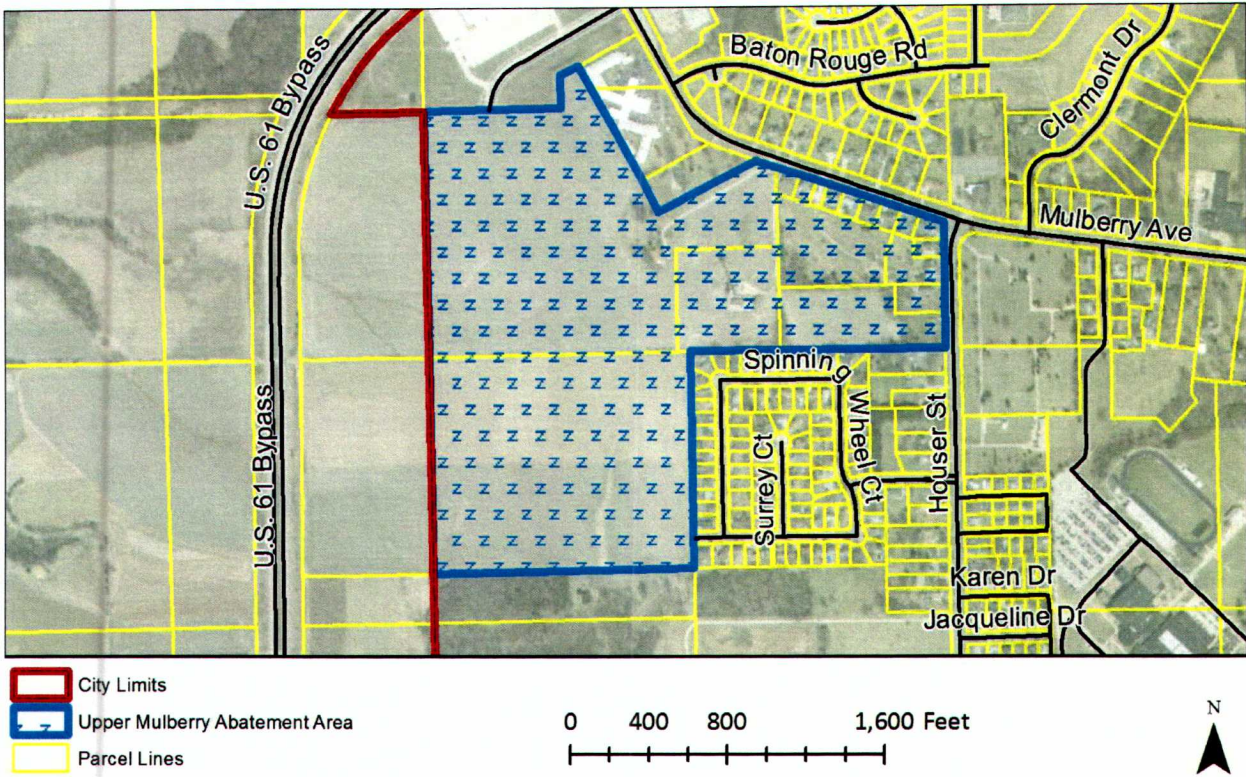 U.S. 61 Bypass
Baton Rouge Rd
Clermont Dr
Mulberry Ave
U.S. 61 Bypass
Spinning Wheel Ct
Surrey Ct
Houser St
Karen Dr
Jacqueline Dr
City Limits
Upper Mulberry Abatement Area
Parcel Lines
0 400 800 1,600 Feet
N